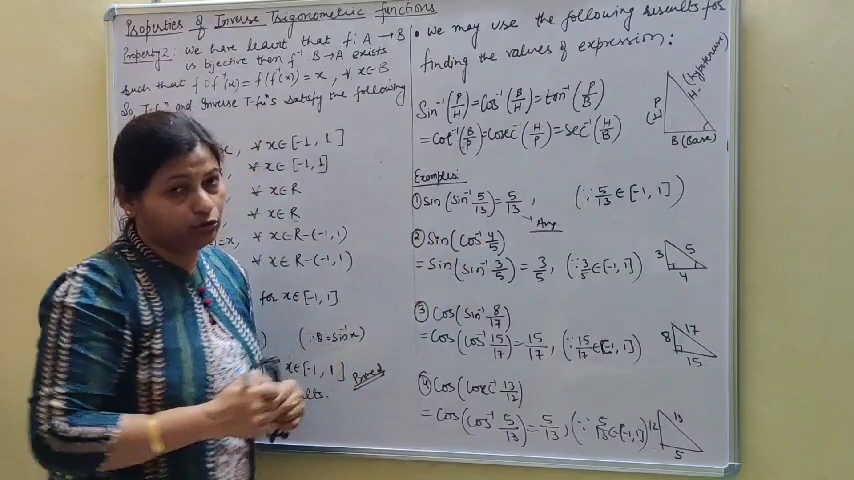 Properties of Inverse Trigonometric functions
Property 2: We have learnt that f: A → B
is bijective then f⁻¹ B→A exists
such that f∘f⁻¹(x) = f(f⁻¹(x)) = x, ∀ x∈B
So, T-fnˢ and Inverse T-fnˢ satisfy the following
x, ∀ x∈[-1, 1]
∀ x∈[-1, 1]
∀ x∈R
∀ x∈R
=x, ∀ x∈R-(-1, 1)
∀ x∈R-(-1, 1)
for x∈[-1, 1]
) (∵θ=sin⁻¹x)
x∈[-1, 1] Proved
results.
• We may use the following results for
finding the values of expression:
Sin⁻¹(P/H) = Cos⁻¹(B/H) = tan⁻¹(P/B)
= Cot⁻¹(B/P) = Cosec⁻¹(H/P) = Sec⁻¹(H/B)
(hypotenuse)
H
P
B (Base)
Examples:
① Sin(sin⁻¹ 5/13) = 5/13, (∵ 5/13 ∈ [-1, 1])
Ans
② Sin(cos⁻¹ 4/5)
= Sin(sin⁻¹ 3/5) = 3/5, (∵ 3/5 ∈ [-1, 1])
3 5
4
③ Cos(sin⁻¹ 8/17)
= Cos(cos⁻¹ 15/17) = 15/17, (∵ 15/17 ∈ [-1, 1])
8 17
15
④ Cos(cosec⁻¹ 13/12)
= Cos(cos⁻¹ 5/13) = 5/13, (∵ 5/13 ∈ [-1, 1])
12 13
5